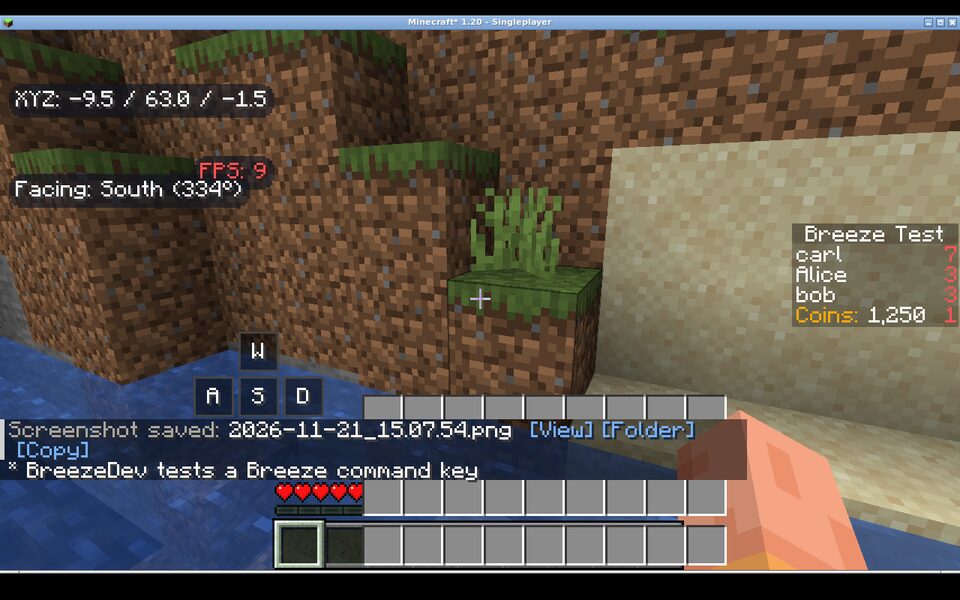 Minecraft* 1.20 - Singleplayer
XYZ: -9.5 / 63.0 / -1.5
FPS: 9
Facing: South (334°)
Breeze Test
carl 7
Alice 3
bob 3
Coins: 1,250 1
W
A S D
Screenshot saved: 2026-11-21_15.07.54.png [View] [Folder]
[Copy]
* BreezeDev tests a Breeze command key